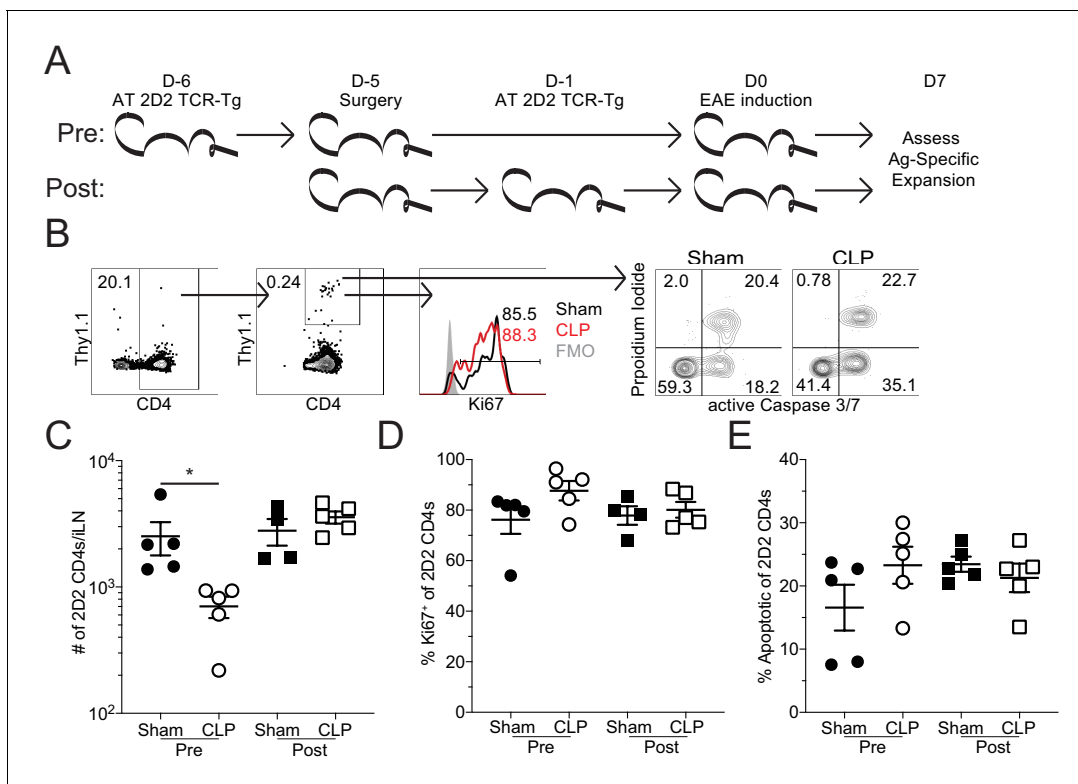 A
D-6
AT 2D2 TCR-Tg
D-5
Surgery
D-1
AT 2D2 TCR-Tg
D0
EAE induction
D7
Pre:
Post:
Assess
Ag-Specific
Expansion
B
20.1
Thy1.1
CD4
0.24
Thy1.1
CD4
85.5
88.3
Sham
CLP
FMO
Ki67
Sham
CLP
2.0
20.4
59.3
18.2
0.78
22.7
41.4
35.1
Prpoidium Iodide
active Caspase 3/7
C
# of 2D2 CD4s/iLN
10⁴
10³
10²
*
Sham CLP Sham CLP
Pre Post
D
% Ki67⁺ of 2D2 CD4s
100
80
60
40
20
0
Sham CLP Sham CLP
Pre Post
E
% Apoptotic of 2D2 CD4s
40
30
20
10
0
Sham CLP Sham CLP
Pre Post